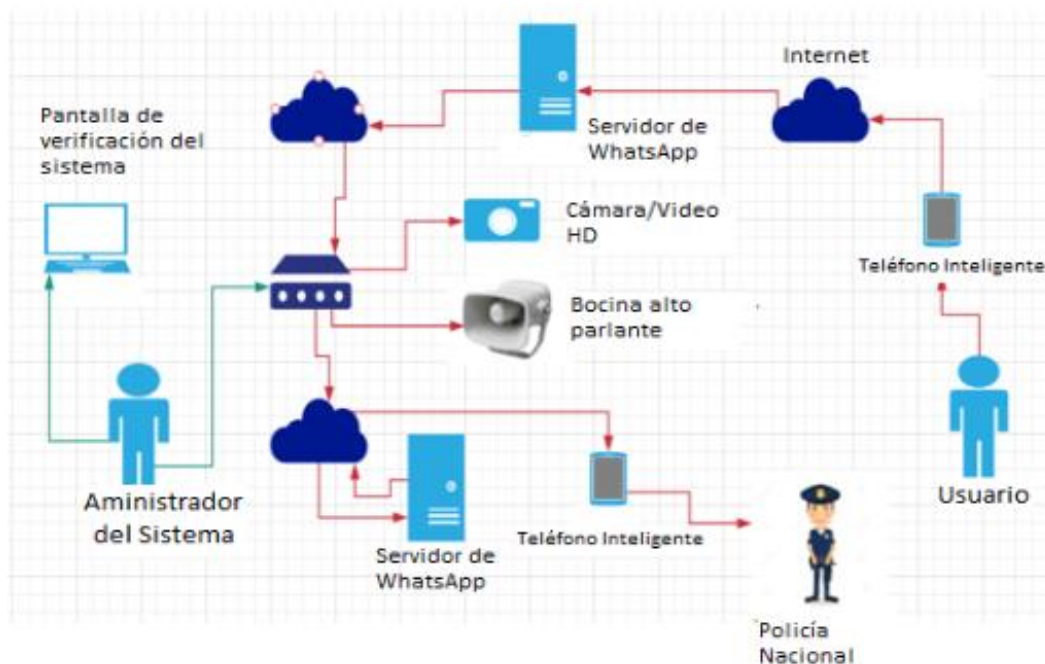 Internet
Pantalla de
verificación del
sistema
Servidor de
WhatsApp
Cámara/Video
HD
Teléfono Inteligente
Bocina alto
parlante
Aministrador
del Sistema
Servidor de
WhatsApp
Teléfono Inteligente
Usuario
Policía
Nacional